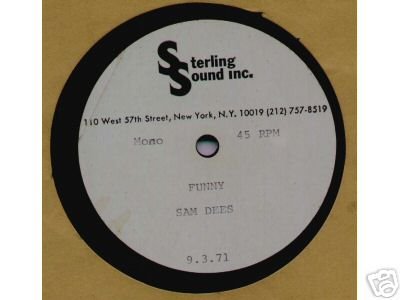 Sterling
Sound inc.
110 West 57th Street, New York, N.Y. 10019 (212) 757-8519
Mono 45 RPM
FUNNY
SAM DEES
9.3.71
ebY